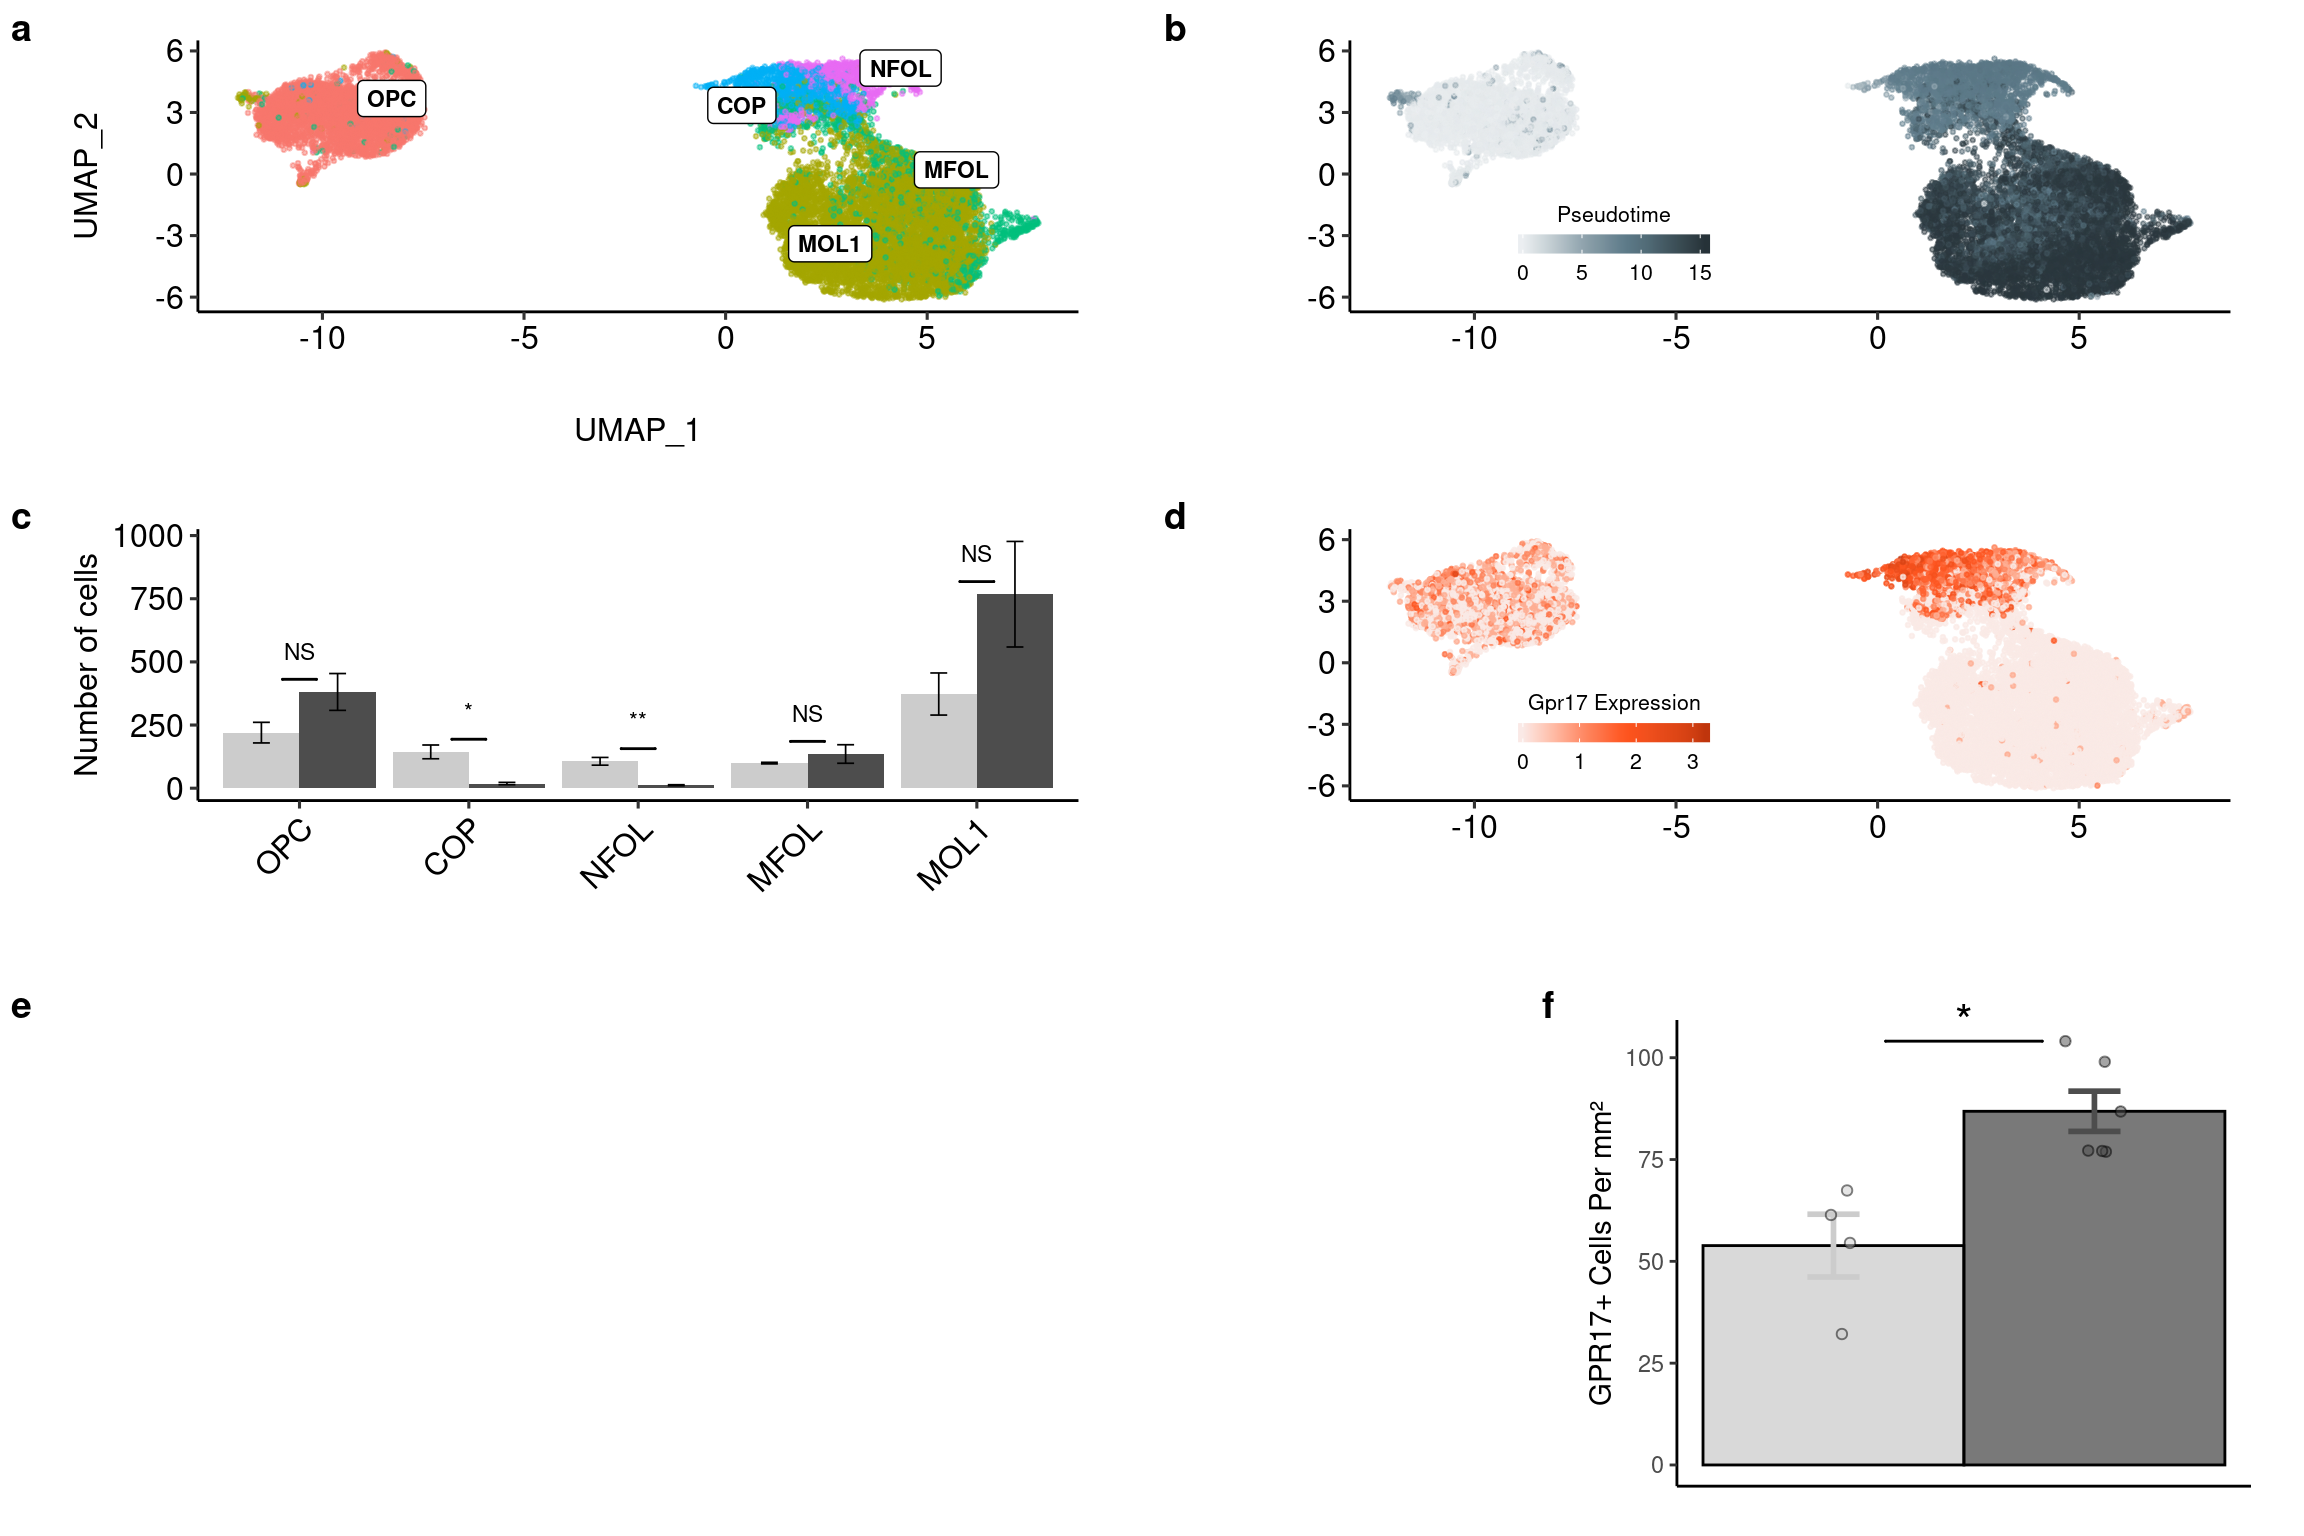 a
UMAP_2
6
3
0
-3
-6
OPC
COP
NFOL
MFOL
MOL1
-10
-5
0
5
UMAP_1
b
6
3
0
-3
-6
Pseudotime
0 5 10 15
-10
-5
0
5
c
Number of cells
1000
750
500
250
0
NS
*
**
NS
NS
OPC
COP
NFOL
MFOL
MOL1
d
6
3
0
-3
-6
Gpr17 Expression
0 1 2 3
-10
-5
0
5
e
f
GPR17+ Cells Per mm²
100
75
50
25
0
*